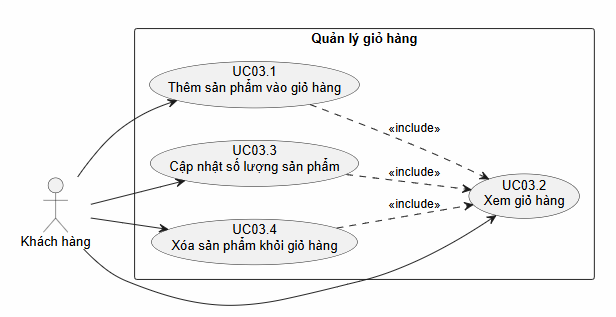 Quản lý giỏ hàng
UC03.1
Thêm sản phẩm vào giỏ hàng
«include»
UC03.3
Cập nhật số lượng sản phẩm
«include»
UC03.2
Xem giỏ hàng
«include»
UC03.4
Xóa sản phẩm khỏi giỏ hàng
Khách hàng